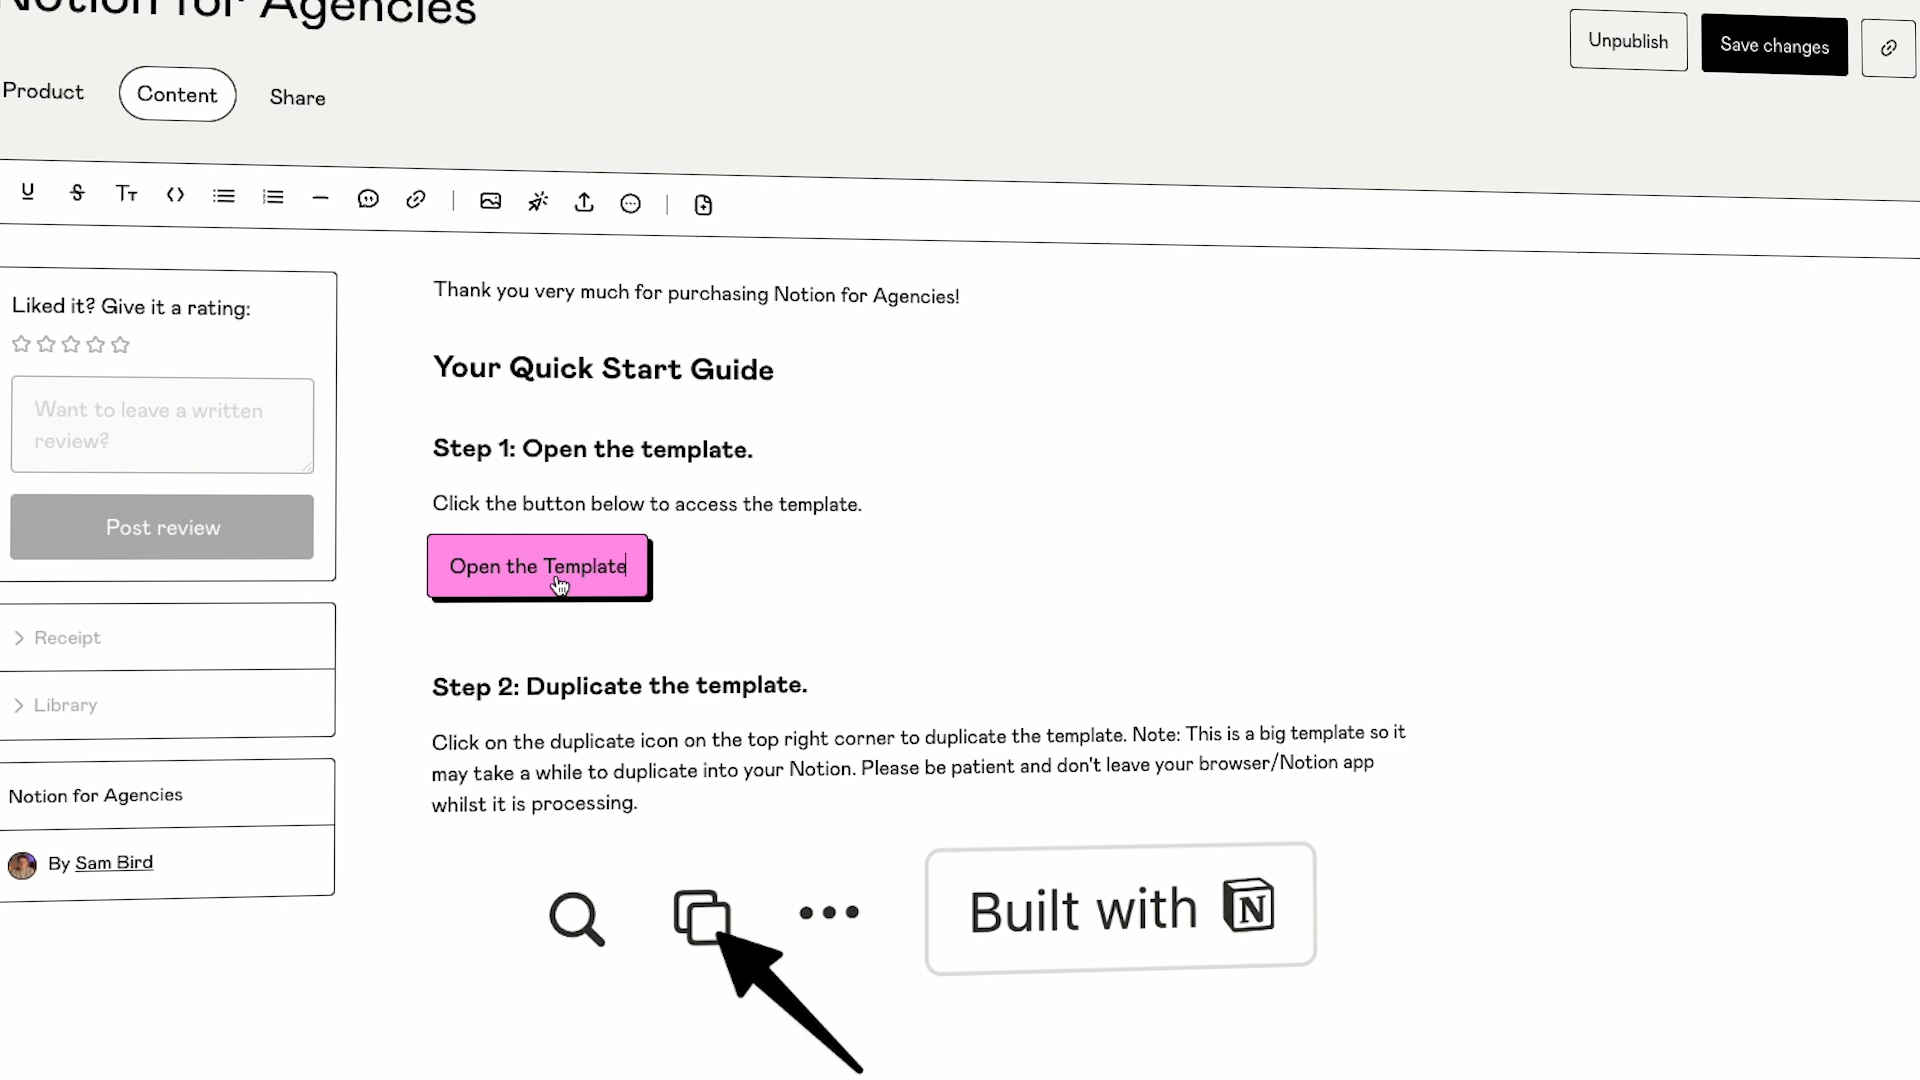 Notion for Agencies
Unpublish
Save changes
Product
Content
Share
Liked it? Give it a rating:
Want to leave a written
review?
Post review
Receipt
Library
Notion for Agencies
By Sam Bird
Thank you very much for purchasing Notion for Agencies!
Your Quick Start Guide
Step 1: Open the template.
Click the button below to access the template.
Open the Template
Step 2: Duplicate the template.
Click on the duplicate icon on the top right corner to duplicate the template. Note: This is a big template so it
may take a while to duplicate into your Notion. Please be patient and don't leave your browser/Notion app
whilst it is processing.
Built with N